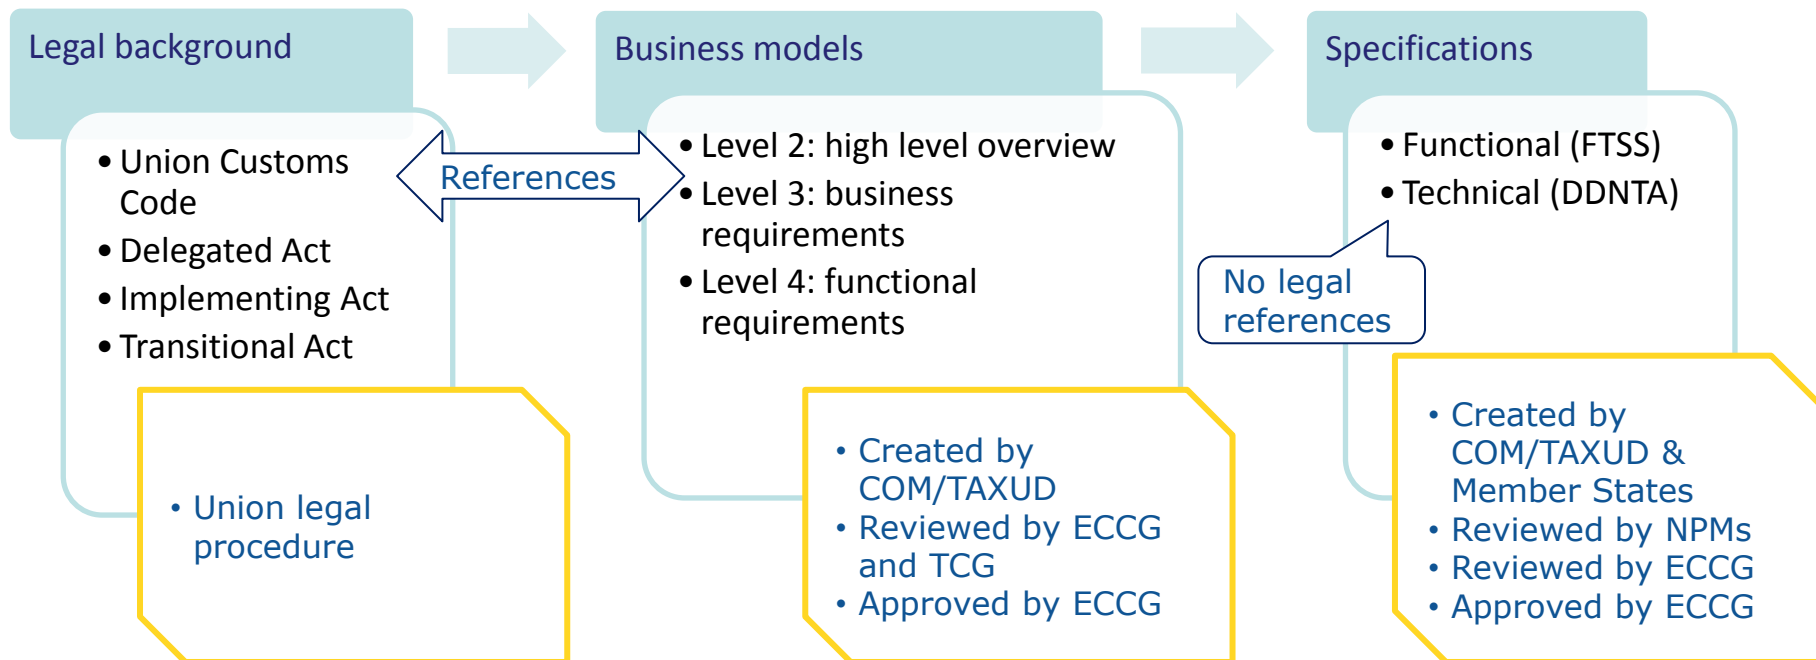 Legal background
• Union Customs
Code
• Delegated Act
• Implementing Act
• Transitional Act
• Union legal
procedure
References
Business models
• Level 2: high level overview
• Level 3: business
requirements
• Level 4: functional
requirements
• Created by
COM/TAXUD
• Reviewed by ECCG
and TCG
• Approved by ECCG
Specifications
• Functional (FTSS)
• Technical (DDNTA)
No legal
references
• Created by
COM/TAXUD &
Member States
• Reviewed by NPMs
• Reviewed by ECCG
• Approved by ECCG